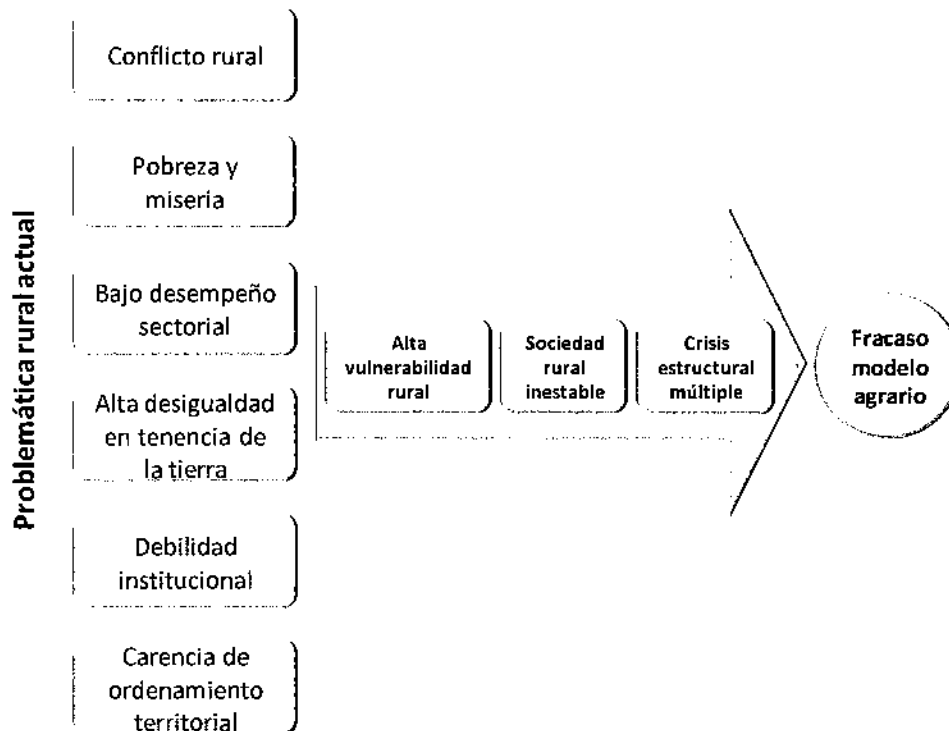 Problemática rural actual
Conflicto rural
Pobreza y
miseria
Bajo desempeño
sectorial
Alta desigualdad
en tenencia de
la tierra
Debilidad
institucional
Carencia de
ordenamiento
territorial
Alta
vulnerabilidad
rural
Sociedad
rural
inestable
Crisis
estructural
múltiple
Fracaso
modelo
agrario